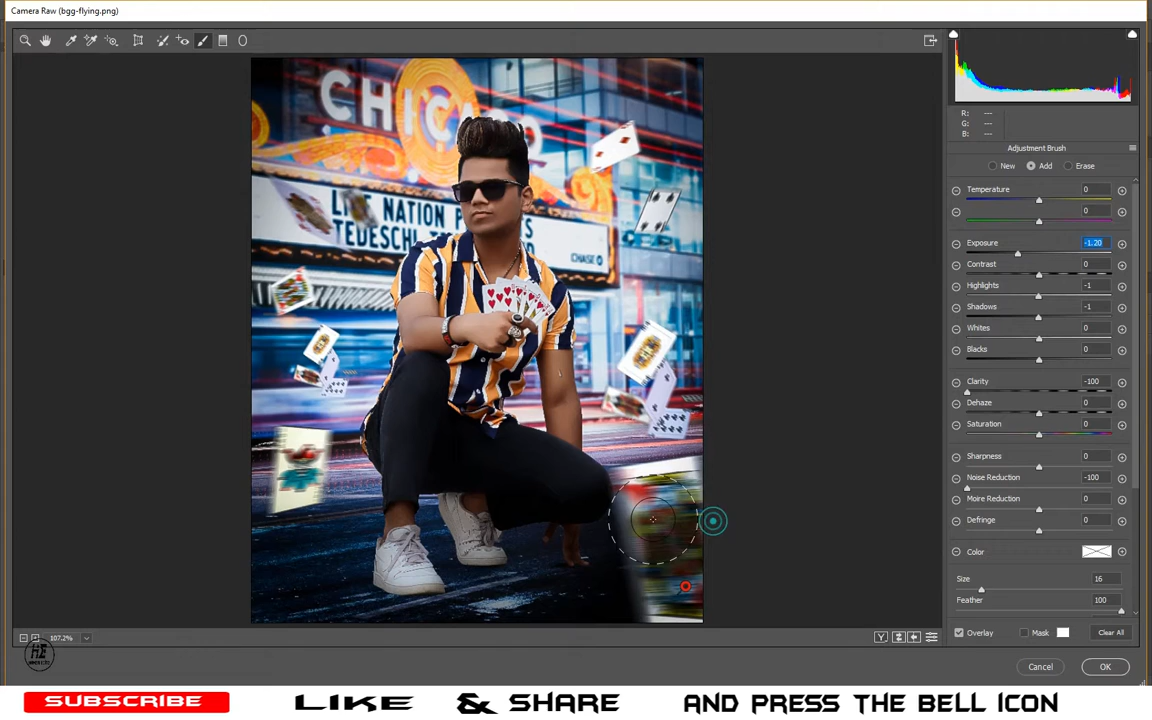 Camera Raw (bgg-flying.png)
R: ---
G: ---
B: ---
Adjustment Brush
New Add Erase
Temperature 0
0
Exposure -1.20
Contrast 0
Highlights -1
Shadows -1
Whites 0
Blacks 0
Clarity -100
Dehaze 0
Saturation 0
Sharpness 0
Noise Reduction -100
Moire Reduction 0
Defringe 0
Color
Size 16
Feather 100
CHICAGO
LIVE NATION
TEDESCHI
CHASE
107.2%
Y
Overlay Mask Clear All
HE
Cancel OK
SUBSCRIBE LIKE & SHARE AND PRESS THE BELL ICON